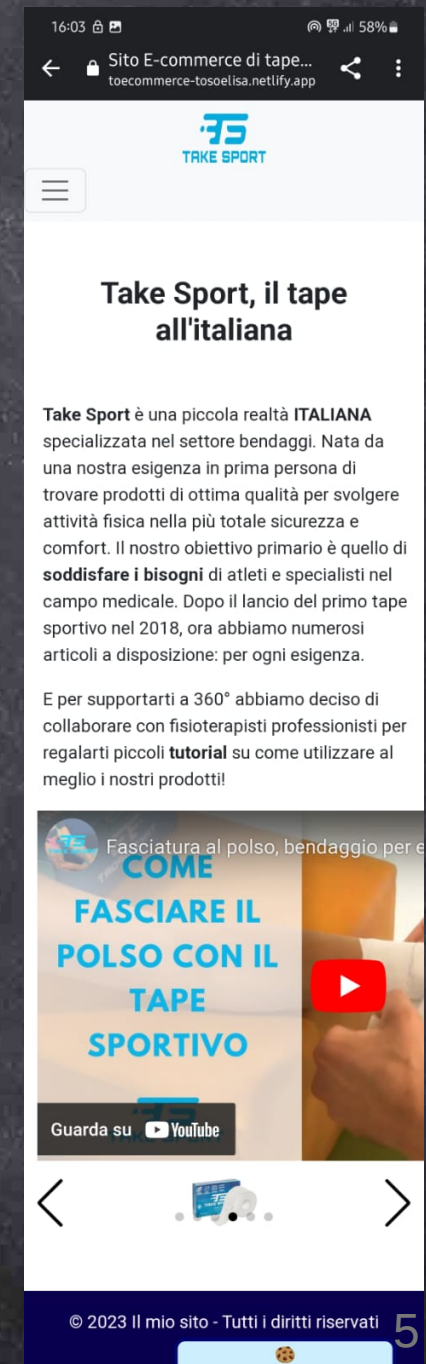 16:03
58%
Sito E-commerce di tape...
toecommerce-tosoelisa.netlify.app
TAKE SPORT
Take Sport, il tape
all'italiana
Take Sport è una piccola realtà ITALIANA
specializzata nel settore bendaggi. Nata da
una nostra esigenza in prima persona di
trovare prodotti di ottima qualità per svolgere
attività fisica nella più totale sicurezza e
comfort. Il nostro obiettivo primario è quello di
soddisfare i bisogni di atleti e specialisti nel
campo medicale. Dopo il lancio del primo tape
sportivo nel 2018, ora abbiamo numerosi
articoli a disposizione: per ogni esigenza.
E per supportarti a 360° abbiamo deciso di
collaborare con fisioterapisti professionisti per
regalarti piccoli tutorial su come utilizzare al
meglio i nostri prodotti!
Fasciatura al polso, bendaggio per e
COME
FASCIARE IL
POLSO CON IL
TAPE
SPORTIVO
Guarda su YouTube
© 2023 Il mio sito - Tutti i diritti riservati
5